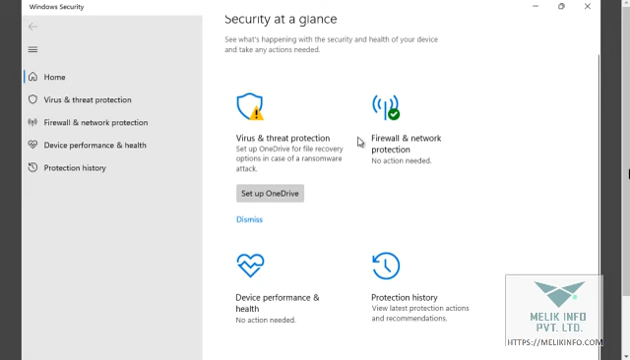 Windows Security
Security at a glance
See what's happening with the security and health of your device
and take any actions needed.
Home
Virus & threat protection
Firewall & network protection
Device performance & health
Protection history
Virus & threat protection
Set up OneDrive for file recovery
options in case of a ransomware
attack.
Set up OneDrive
Dismiss
Firewall & network
protection
No action needed.
Device performance &
health
No action needed.
Protection history
View latest protection actions
and recommendations.
MELIK INFO
PVT. LTD.
HTTPS://MELIKINFO.COM